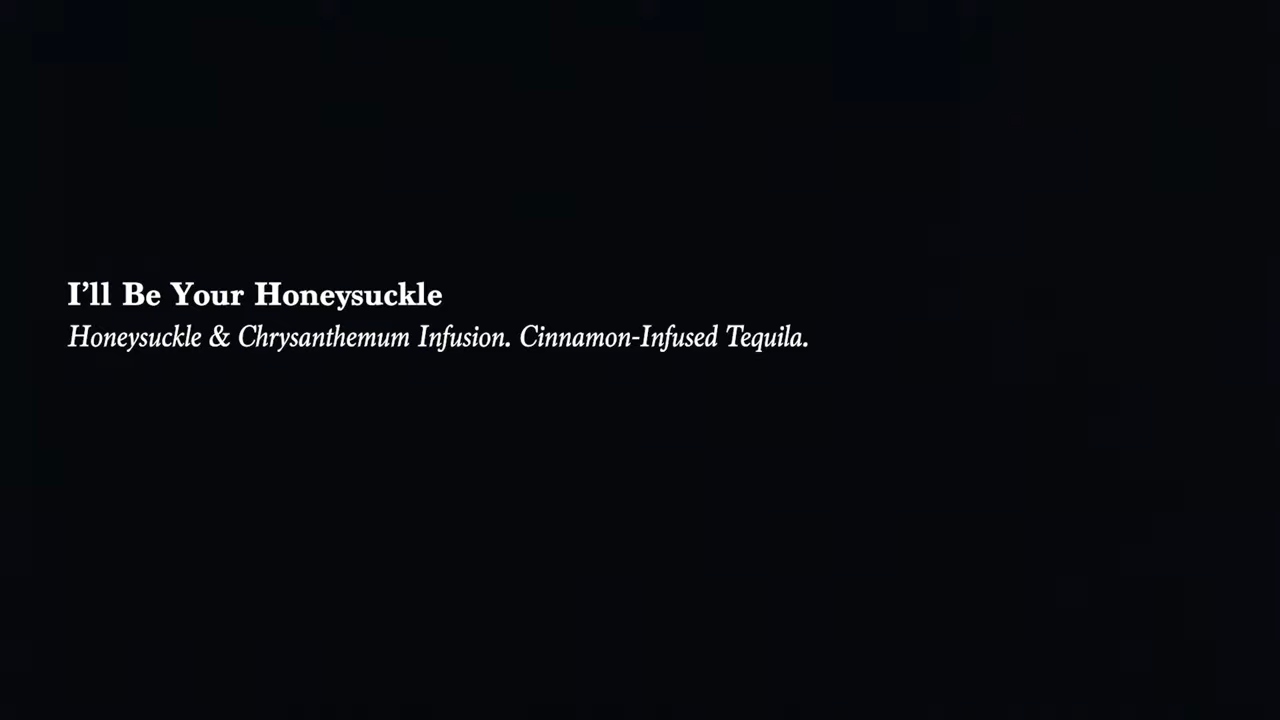 I’ll Be Your Honeysuckle
Honeysuckle & Chrysanthemum Infusion. Cinnamon-Infused Tequila.